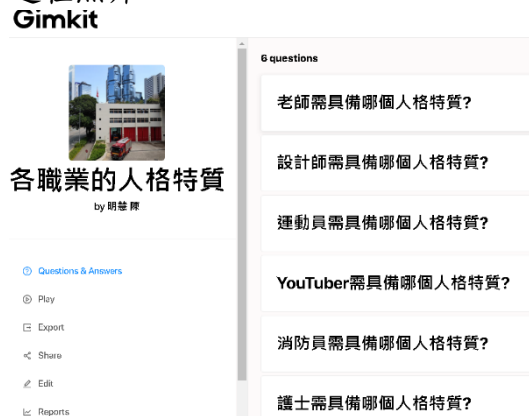 Gimkit
各職業的人格特質
by 明慧 陳
Questions & Answers
Play
Export
Share
Edit
Reports
6 questions
老師需具備哪個人格特質?
設計師需具備哪個人格特質?
運動員需具備哪個人格特質?
YouTuber需具備哪個人格特質?
消防員需具備哪個人格特質?
護士需具備哪個人格特質?